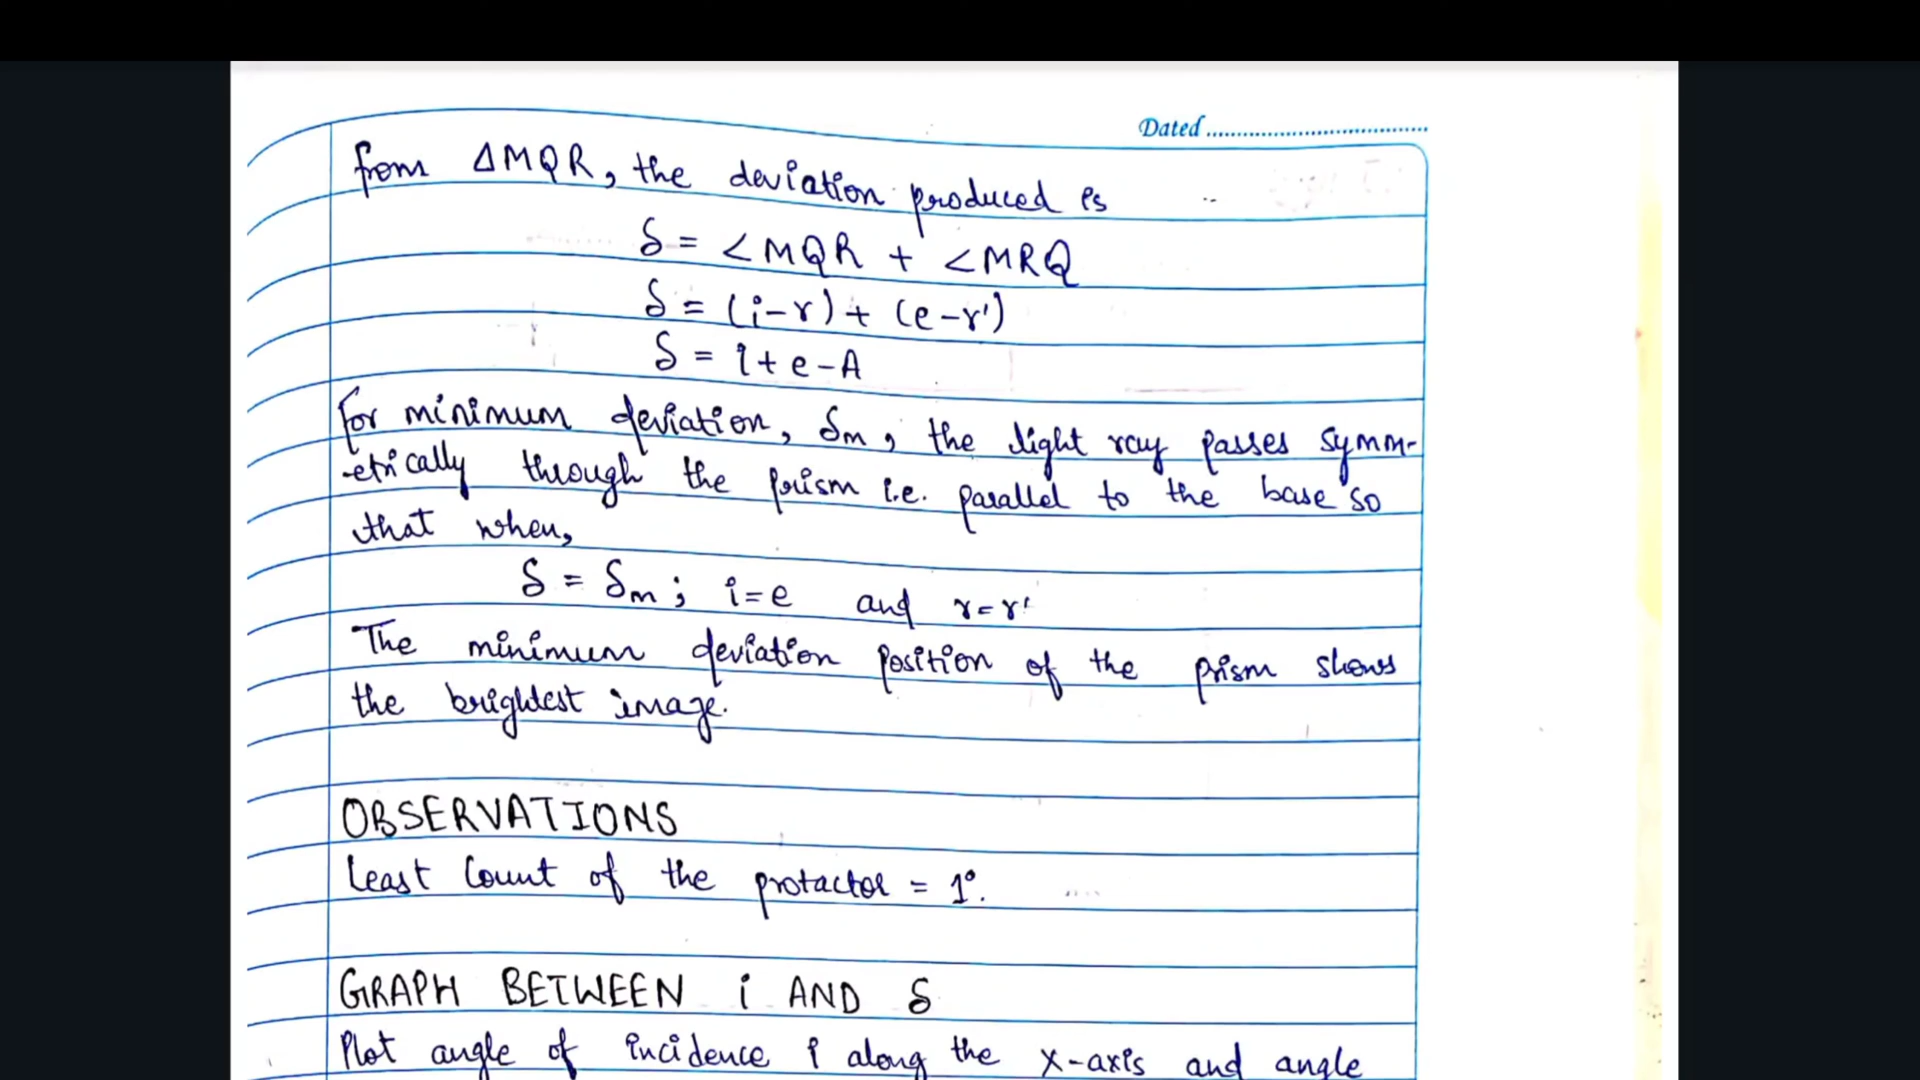 Dated
from ΔMQR, the deviation produced is
δ = ∠MQR + ∠MRQ
δ = (i-r) + (e-r')
δ = i + e - A
For minimum deviation, δm, the light ray passes symm-
-etrically through the prism i.e. parallel to the base so
that when,
δ = δm; i=e and r=r'
The minimum deviation position of the prism shows
the brightest image.
OBSERVATIONS
Least Count of the protactor = 1°.
GRAPH BETWEEN i AND δ
Plot angle of incidence i along the x-axis and angle